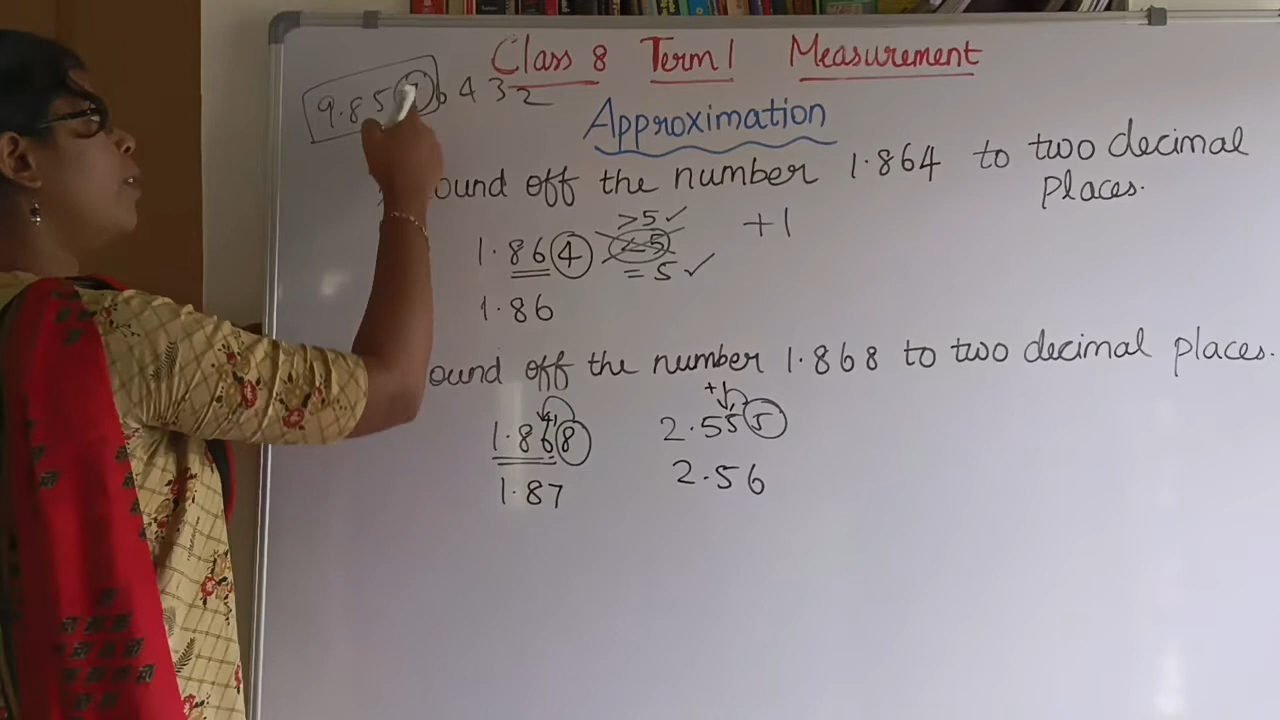 Class 8 Term 1 Measurement
9.85 6432
Approximation
ound off the number 1.864 to two decimal
places.
>5 ✓
1.864 <5 +1
= 5 ✓
1.86
ound off the number 1.868 to two decimal places.
+1 +1
1.868 2.555
1.87 2.56